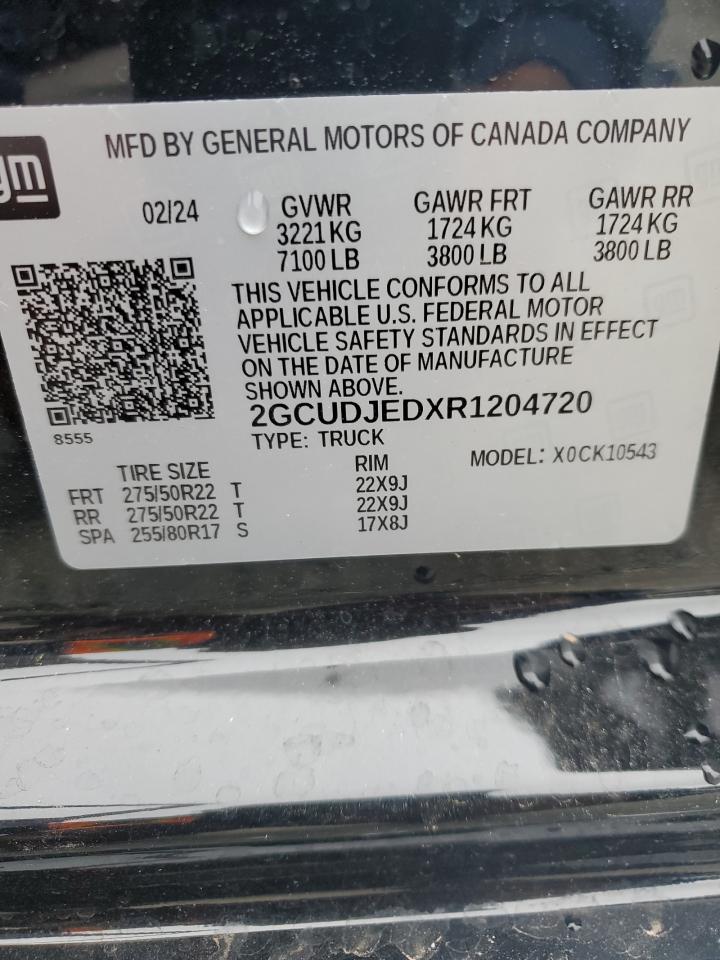 gm
MFD BY GENERAL MOTORS OF CANADA COMPANY
02/24 GVWR GAWR FRT GAWR RR
3221 KG 1724 KG 1724 KG
7100 LB 3800 LB 3800 LB
THIS VEHICLE CONFORMS TO ALL
APPLICABLE U.S. FEDERAL MOTOR
VEHICLE SAFETY STANDARDS IN EFFECT
ON THE DATE OF MANUFACTURE
SHOWN ABOVE.
2GCUDJEDXR1204720
8555
TYPE: TRUCK
MODEL: X0CK10543
TIRE SIZE RIM
FRT 275/50R22 T 22X9J
RR 275/50R22 T 22X9J
SPA 255/80R17 S 17X8J